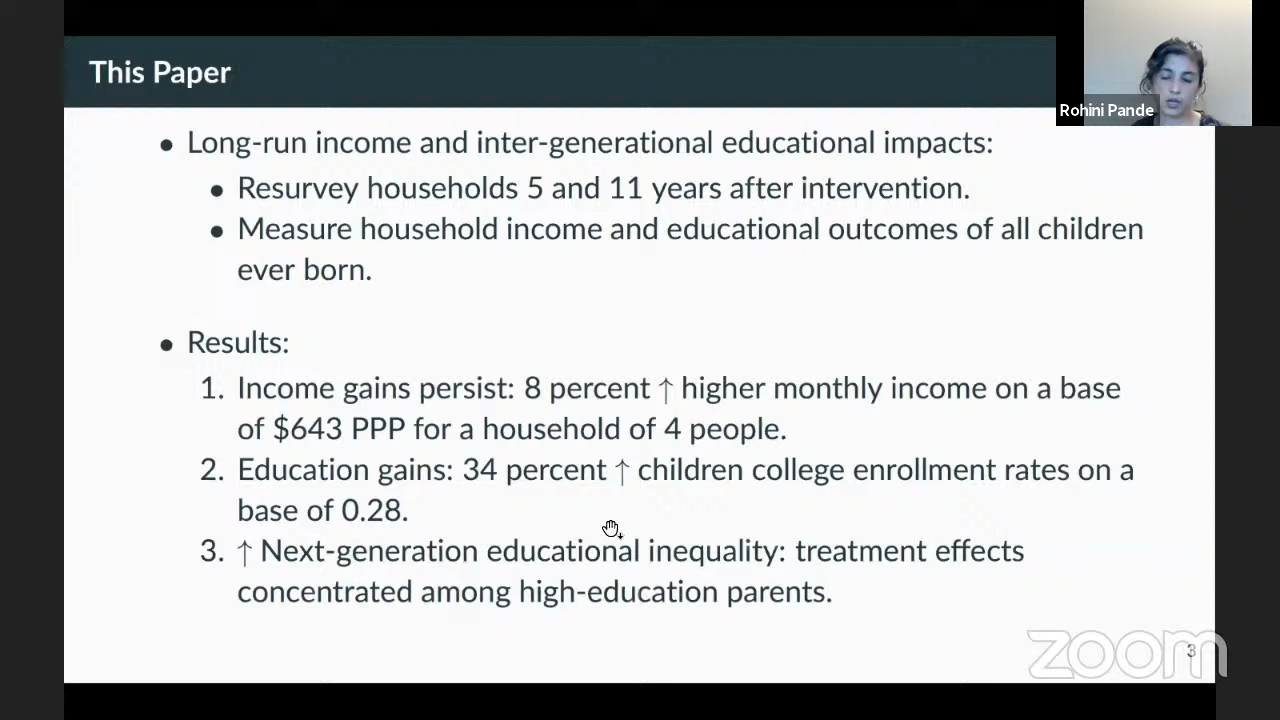 This Paper
Rohini Pande
• Long-run income and inter-generational educational impacts:
• Resurvey households 5 and 11 years after intervention.
• Measure household income and educational outcomes of all children
ever born.
• Results:
1. Income gains persist: 8 percent ↑ higher monthly income on a base
of $643 PPP for a household of 4 people.
2. Education gains: 34 percent ↑ children college enrollment rates on a
base of 0.28.
3. ↑ Next-generation educational inequality: treatment effects
concentrated among high-education parents.
zoom
3